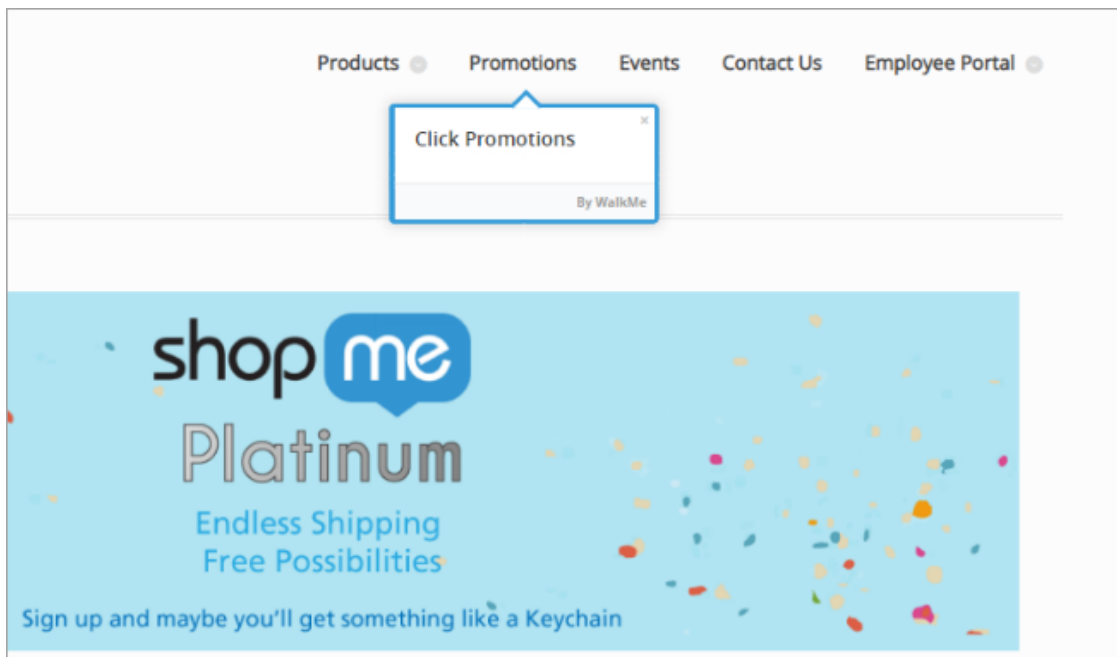 Products Promotions Events Contact Us Employee Portal
×
Click Promotions
By WalkMe
shop me
Platinum
Endless Shipping
Free Possibilities
Sign up and maybe you'll get something like a Keychain